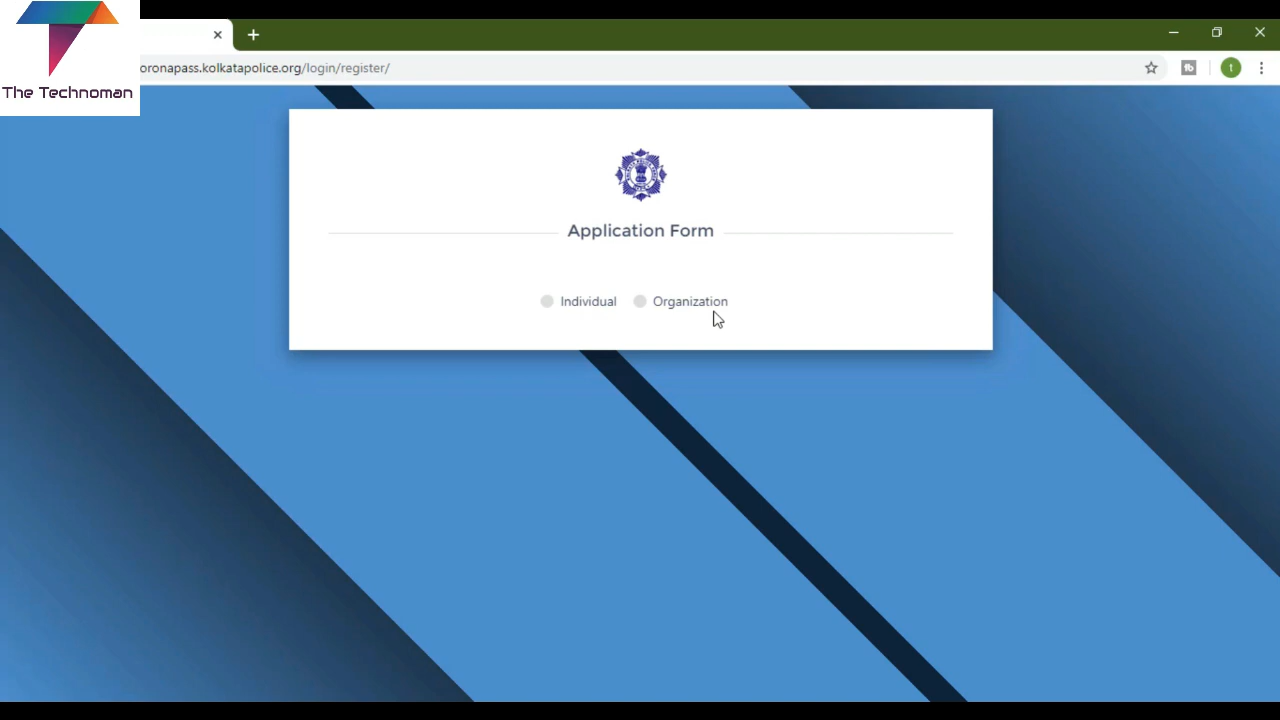 The Technoman
oronapass.kolkatapolice.org/login/register/
t
Application Form
Individual
Organization